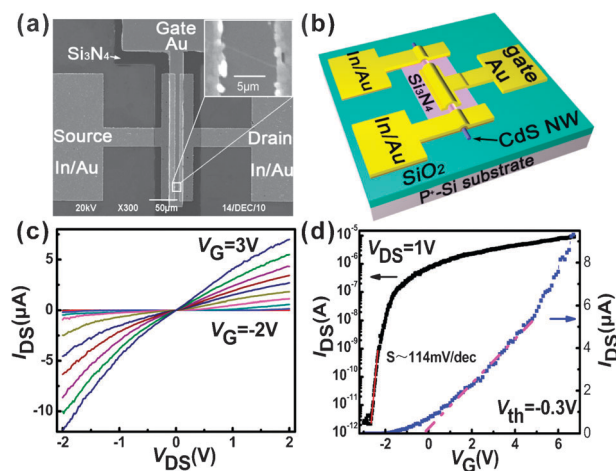 (a)
Gate
Au
Si3N4
5μm
Source
In/Au
Drain
In/Au
20kV X300 50μm 14/DEC/10
(b)
In/Au
Si3N4
gate
Au
In/Au
CdS NW
SiO2
P+-Si substrate
(c)
VG=3V
VG=-2V
5
0
-5
-10
-2 -1 0 1 2
IDS(μA)
VDS(V)
(d)
VDS=1V
S~114mV/dec
Vth=-0.3V
10-5
10-6
10-7
10-8
10-9
10-10
10-11
10-12
-2 0 2 4 6
8
6
4
2
0
IDS(A)
VG(V)
IDS(μA)